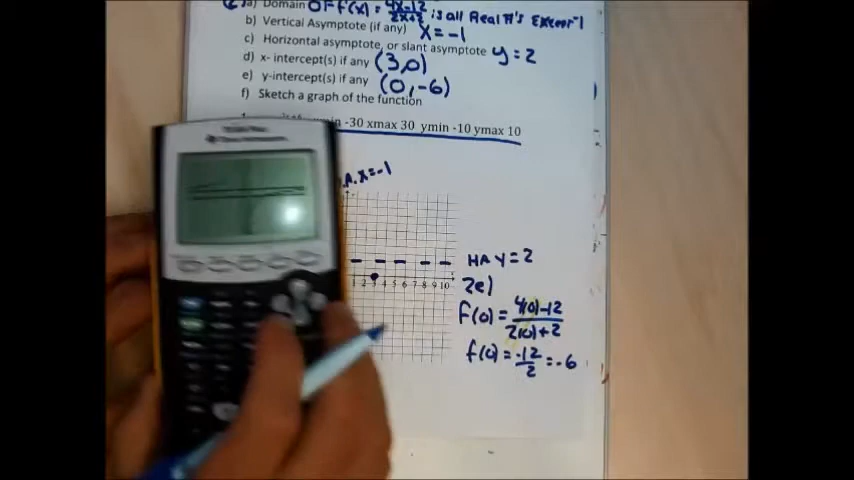 a) Domain OF f(x) = 4x-12 / 2x+2 is all Real #'s Except -1
b) Vertical Asymptote (if any) X = -1
c) Horizontal asymptote, or slant asymptote y = 2
d) x- intercept(s) if any (3,0)
e) y-intercept(s) if any (0,-6)
f) Sketch a graph of the function
-30 xmax 30 ymin -10 ymax 10
A. X=-1
HA Y=2
1 2 3 4 5 6 7 8 9 10
2e)
f(0) = 4(0)-12 / 2(0)+2
f(0) = -12 / 2 = -6